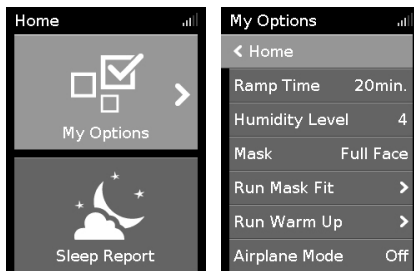 Home
My Options
Sleep Report
My Options
< Home
Ramp Time 20min.
Humidity Level 4
Mask Full Face
Run Mask Fit >
Run Warm Up >
Airplane Mode Off